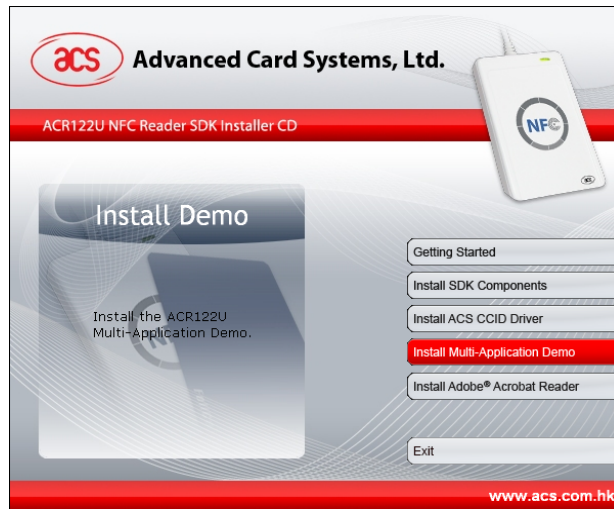 acs Advanced Card Systems, Ltd.
ACR122U NFC Reader SDK Installer CD
NFC
Install Demo
Install the ACR122U
Multi-Application Demo.
Getting Started
Install SDK Components
Install ACS CCID Driver
Install Multi-Application Demo
Install Adobe® Acrobat Reader
Exit
www.acs.com.hk